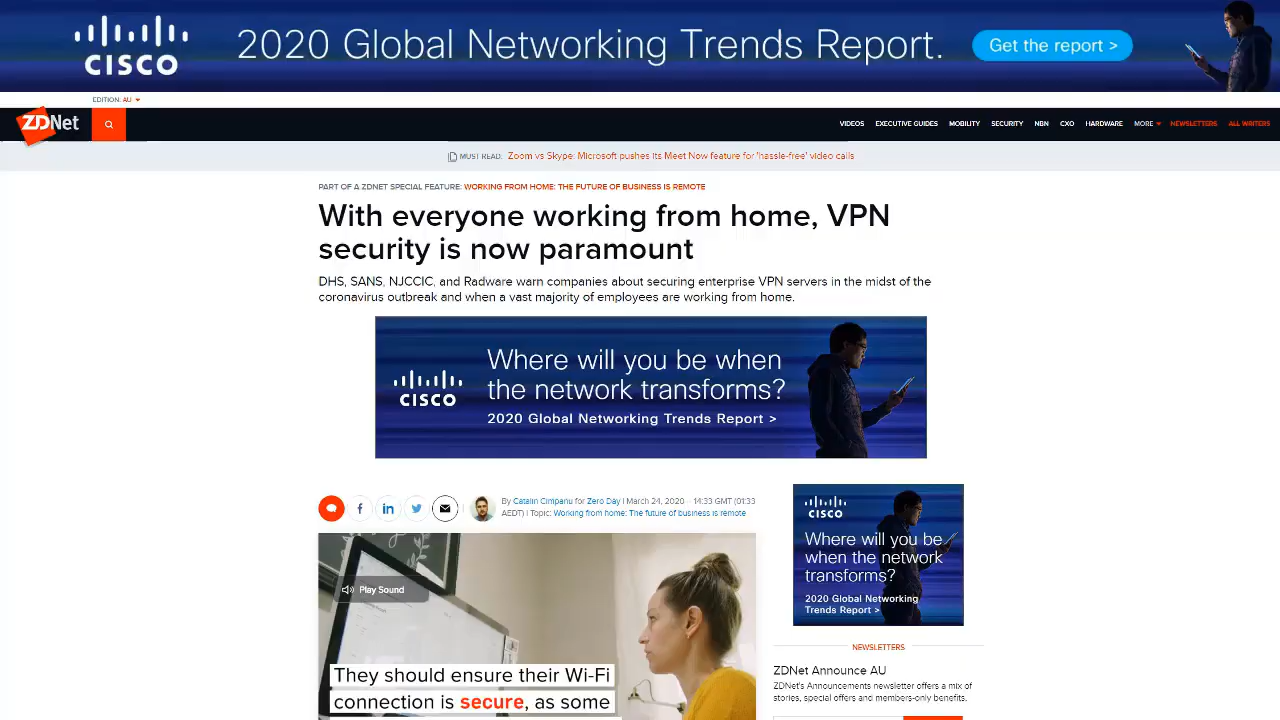 CISCO
2020 Global Networking Trends Report.
Get the report >
EDITION: AU
ZDNet
VIDEOS EXECUTIVE GUIDES MOBILITY SECURITY NBN CXO HARDWARE MORE NEWSLETTERS ALL WRITERS
MUST READ: Zoom vs Skype: Microsoft pushes its Meet Now feature for 'hassle-free' video calls
PART OF A ZDNET SPECIAL FEATURE: WORKING FROM HOME: THE FUTURE OF BUSINESS IS REMOTE
With everyone working from home, VPN
security is now paramount
DHS, SANS, NJCCIC, and Radware warn companies about securing enterprise VPN servers in the midst of the
coronavirus outbreak and when a vast majority of employees are working from home.
CISCO
Where will you be when
the network transforms?
2020 Global Networking Trends Report >
By Catalin Cimpanu for Zero Day | March 24, 2020 -- 14:33 GMT (01:33
AEDT) | Topic: Working from home: The future of business is remote
Play Sound
They should ensure their Wi-Fi
connection is secure, as some
CISCO
Where will you be
when the network
transforms?
2020 Global Networking
Trends Report >
NEWSLETTERS
ZDNet Announce AU
ZDNet's Announcements newsletter offers a mix of
stories, special offers and members-only benefits.